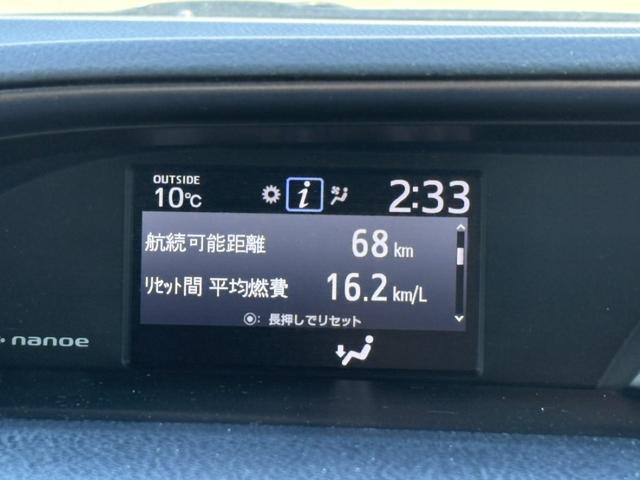 OUTSIDE
10℃
i
2:33
航続可能距離 68 km
リセット間 平均燃費 16.2 km/L
◉: 長押しでリセット
nanoe